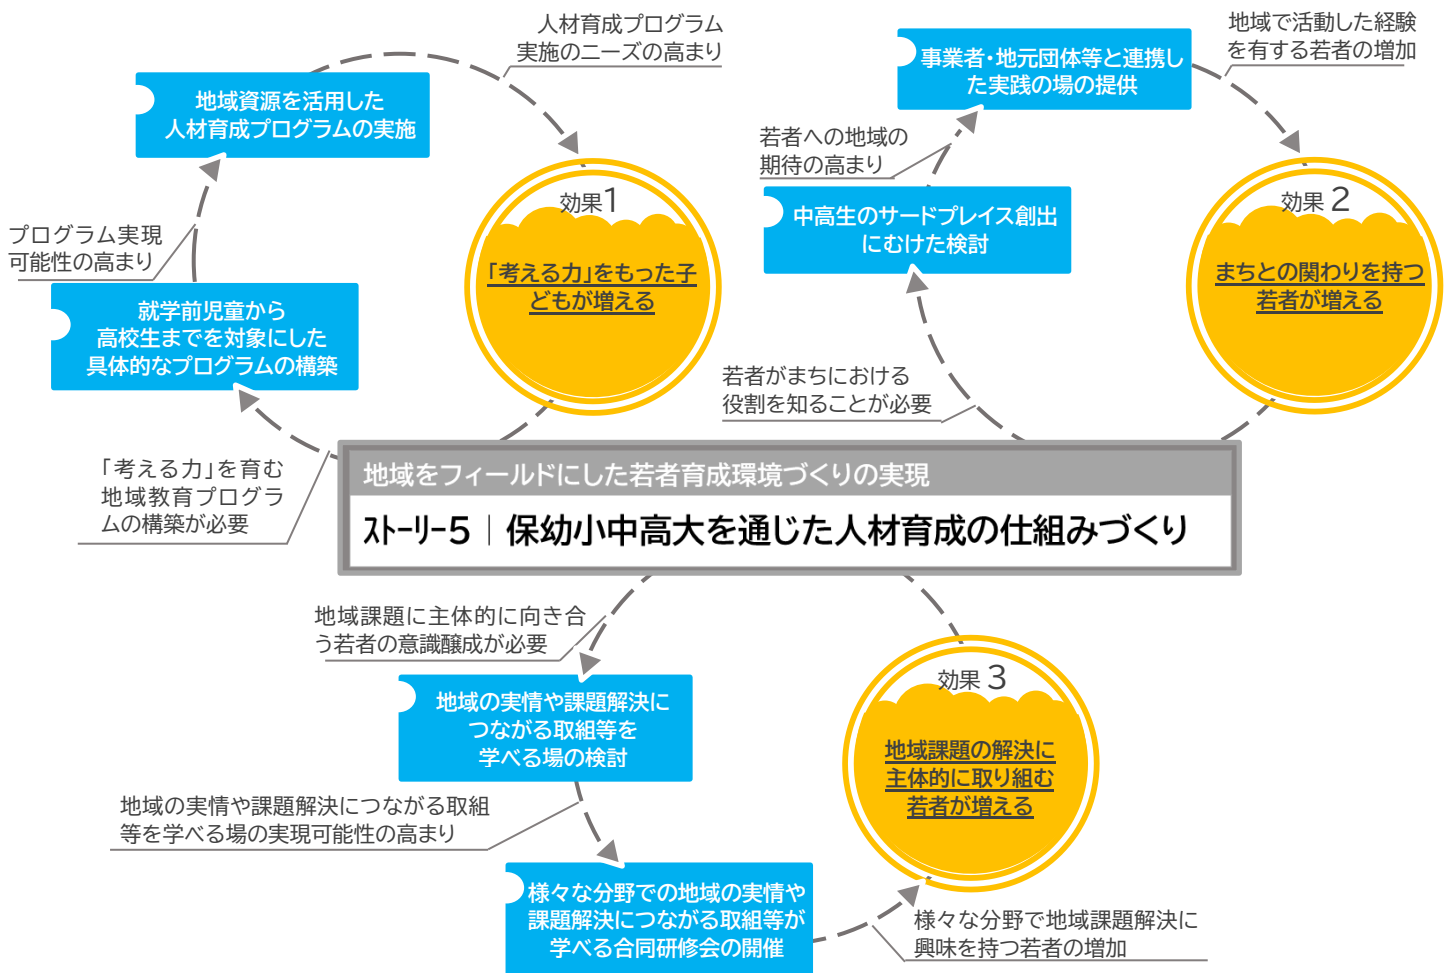 人材育成プログラム
実施のニーズの高まり
地域資源を活用した
人材育成プログラムの実施
プログラム実現
可能性の高まり
就学前児童から
高校生までを対象にした
具体的なプログラムの構築
「考える力」を育む
地域教育プログラ
ムの構築が必要
効果1
「考える力」をもった子
どもが増える
地域で活動した経験
を有する若者の増加
事業者・地元団体等と連携し
た実践の場の提供
若者への地域の
期待の高まり
中高生のサードプレイス創出
にむけた検討
若者がまちにおける
役割を知ることが必要
効果2
まちとの関わりを持つ
若者が増える
地域をフィールドにした若者育成環境づくりの実現
ストーリー5｜保幼小中高大を通じた人材育成の仕組みづくり
地域課題に主体的に向き合
う若者の意識醸成が必要
地域の実情や課題解決に
つながる取組等を
学べる場の検討
地域の実情や課題解決につながる取組
等を学べる場の実現可能性の高まり
様々な分野での地域の実情や
課題解決につながる取組等が
学べる合同研修会の開催
様々な分野で地域課題解決に
興味を持つ若者の増加
効果3
地域課題の解決に
主体的に取り組む
若者が増える